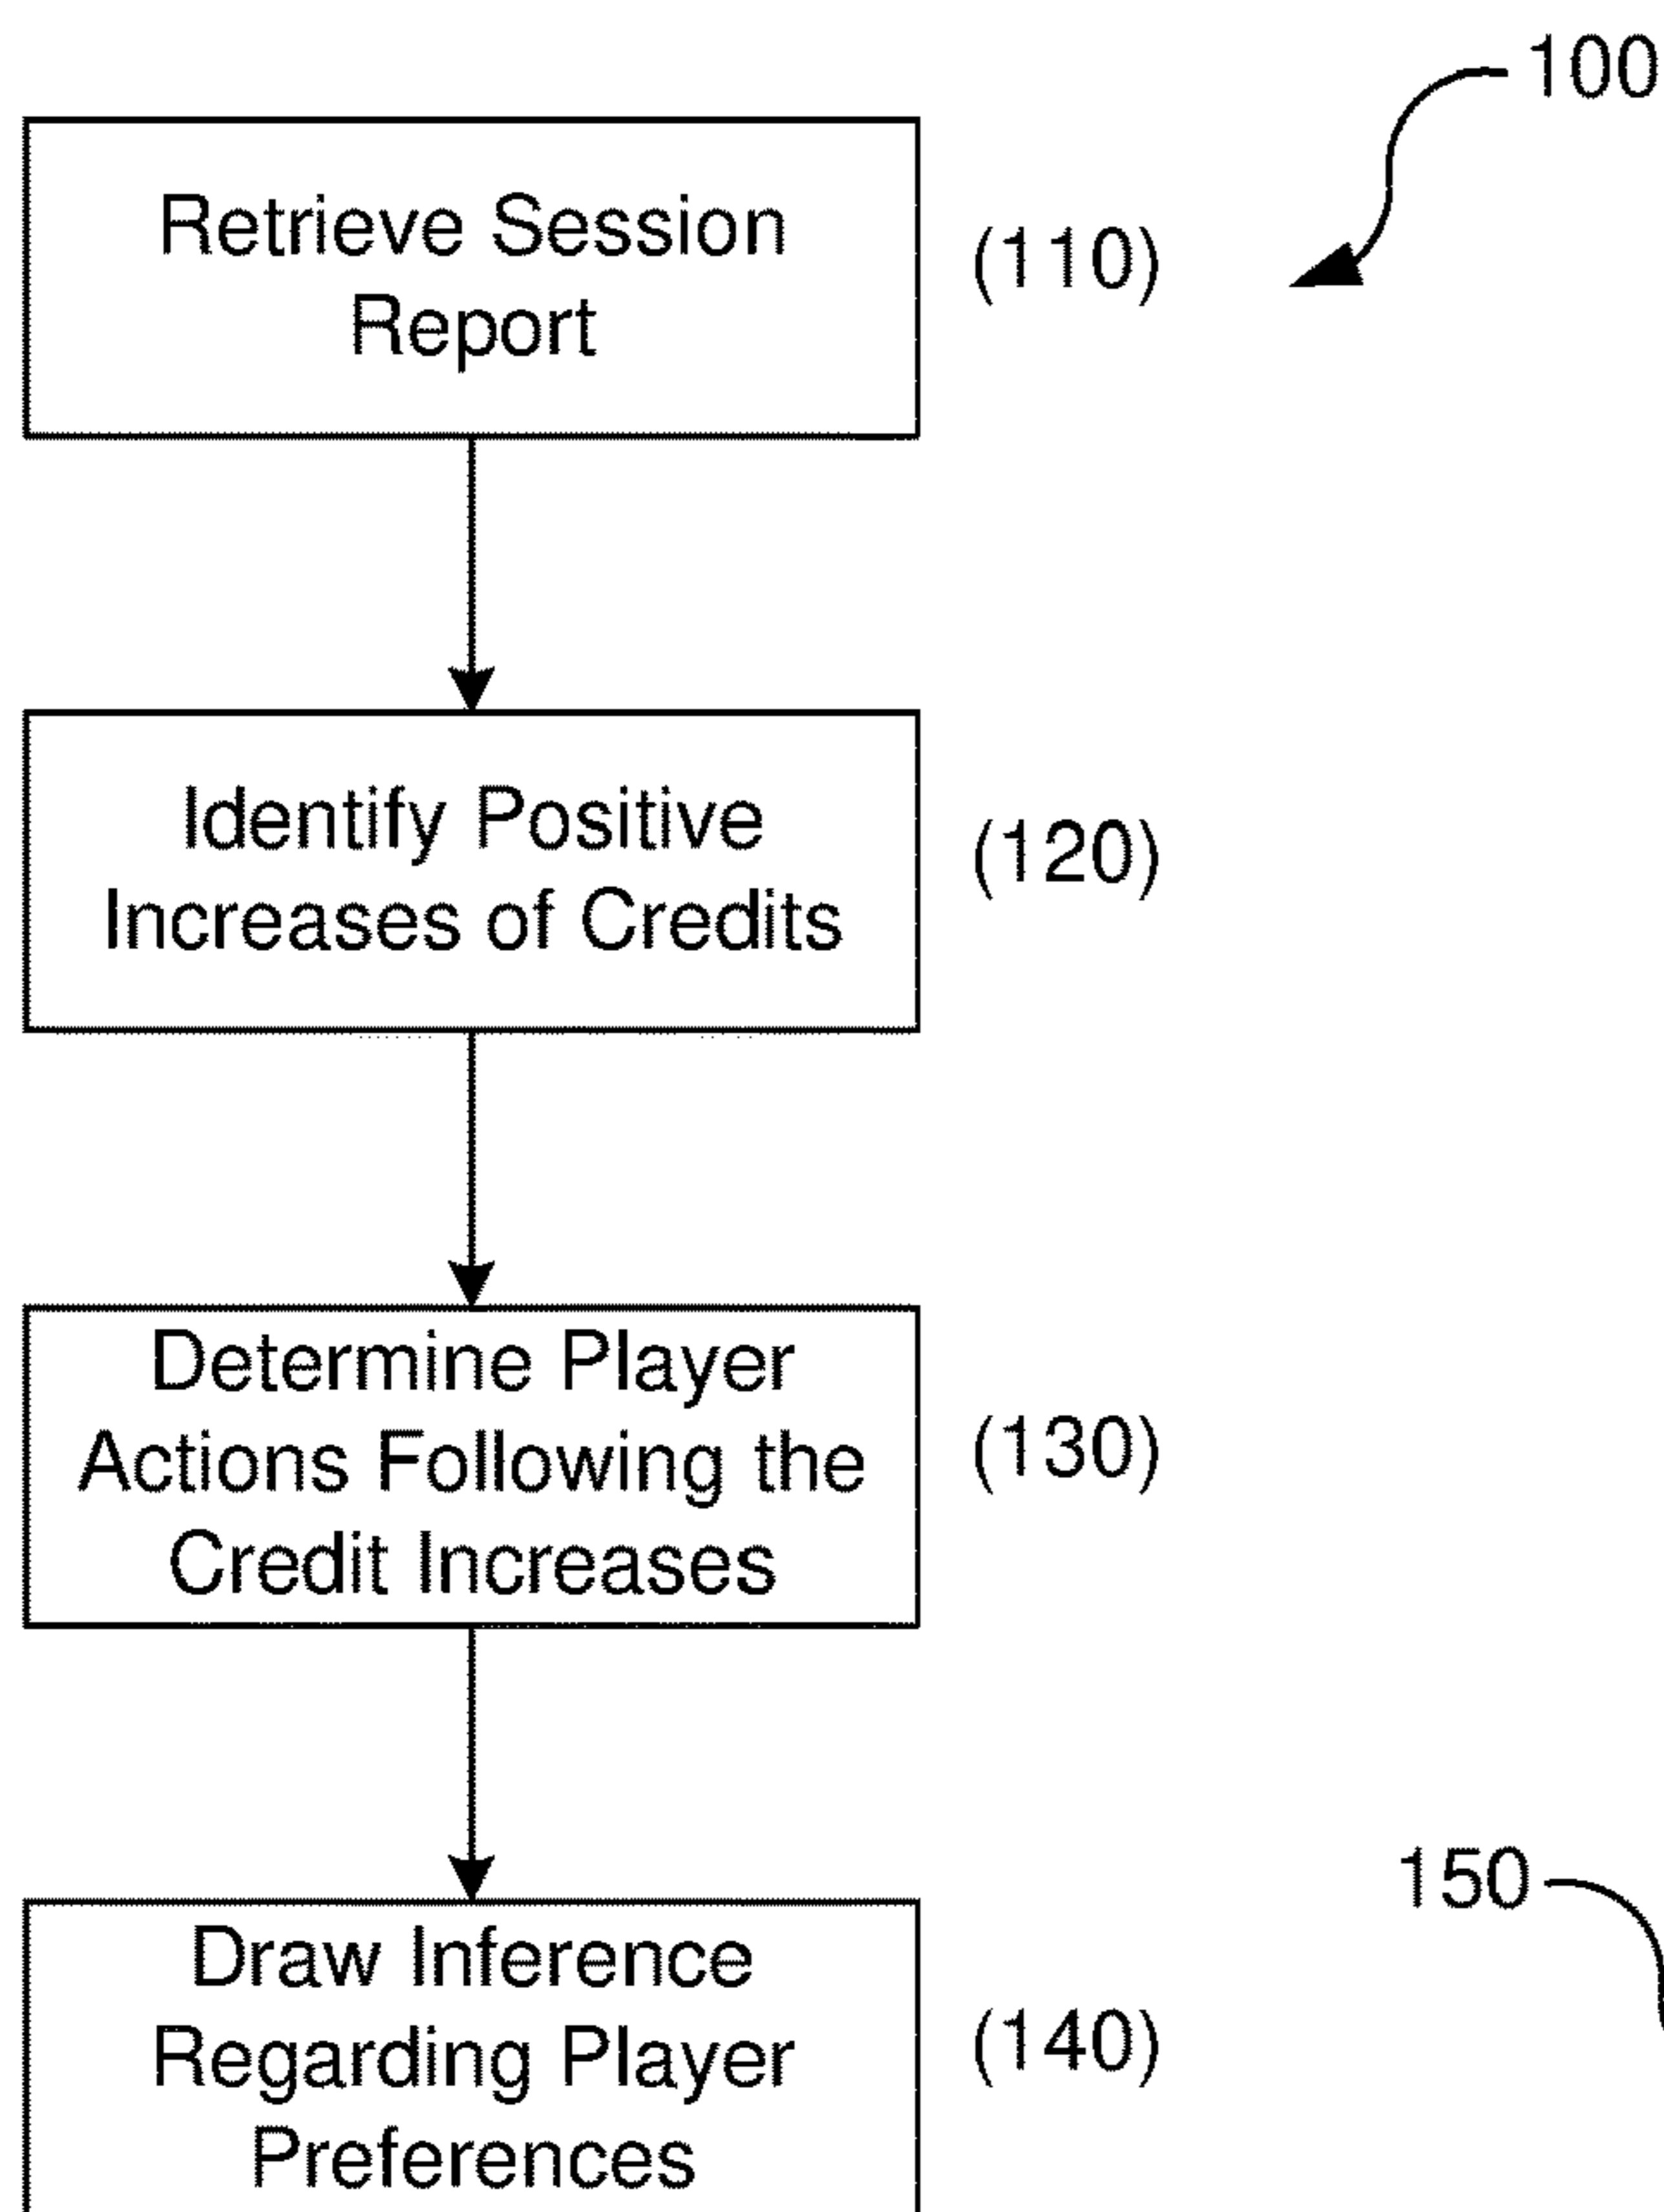 100
Retrieve Session
Report
(110)
Identify Positive
Increases of Credits
(120)
Determine Player
Actions Following the
Credit Increases
(130)
150
Draw Inference
Regarding Player
Preferences
(140)